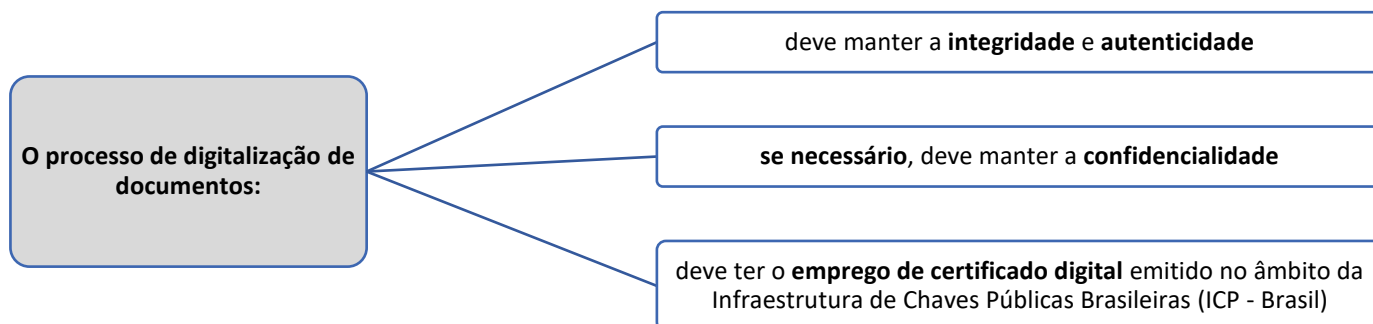 O processo de digitalização de
documentos:
deve manter a integridade e autenticidade
se necessário, deve manter a confidencialidade
deve ter o emprego de certificado digital emitido no âmbito da
Infraestrutura de Chaves Públicas Brasileiras (ICP - Brasil)